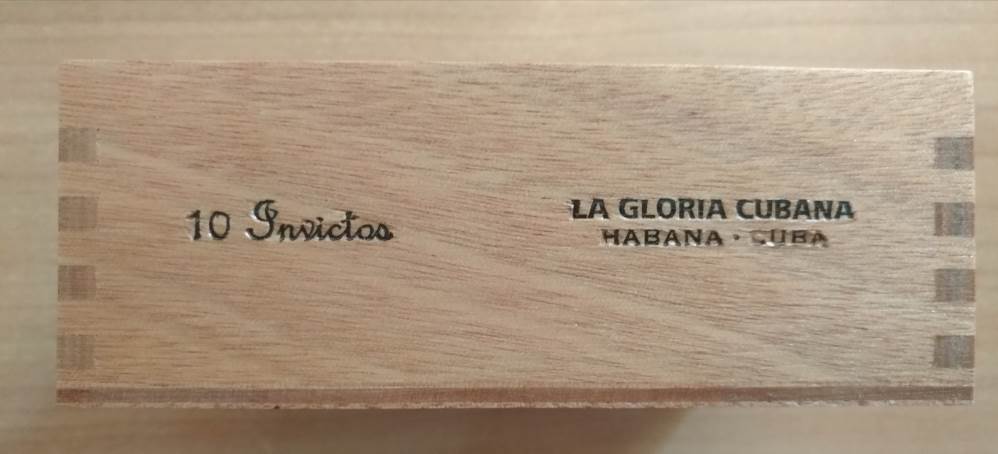 10 Invictos
LA GLORIA CUBANA
HABANA · CUBA